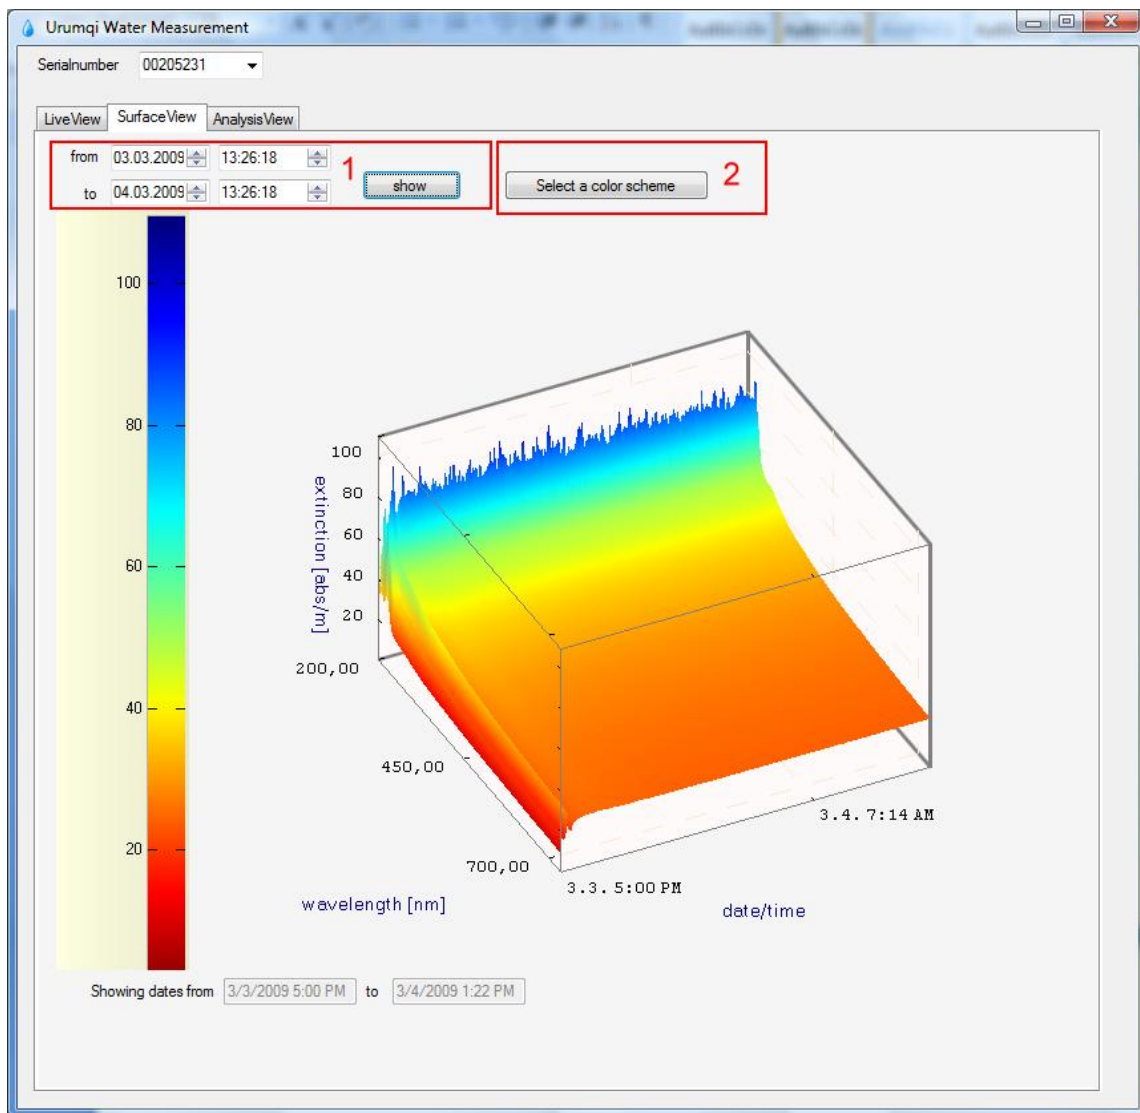 Urumqi Water Measurement
Serialnumber 00205231
LiveView SurfaceView AnalysisView
from 03.03.2009 13:26:18 1
to 04.03.2009 13:26:18 show
Select a color scheme 2
100
80
60
40
20
extinction [abs/m]
100
80
60
40
20
200,00
450,00
700,00
wavelength [nm]
3.3. 5:00 PM
3.4. 7:14 AM
date/time
Showing dates from 3/3/2009 5:00 PM to 3/4/2009 1:22 PM